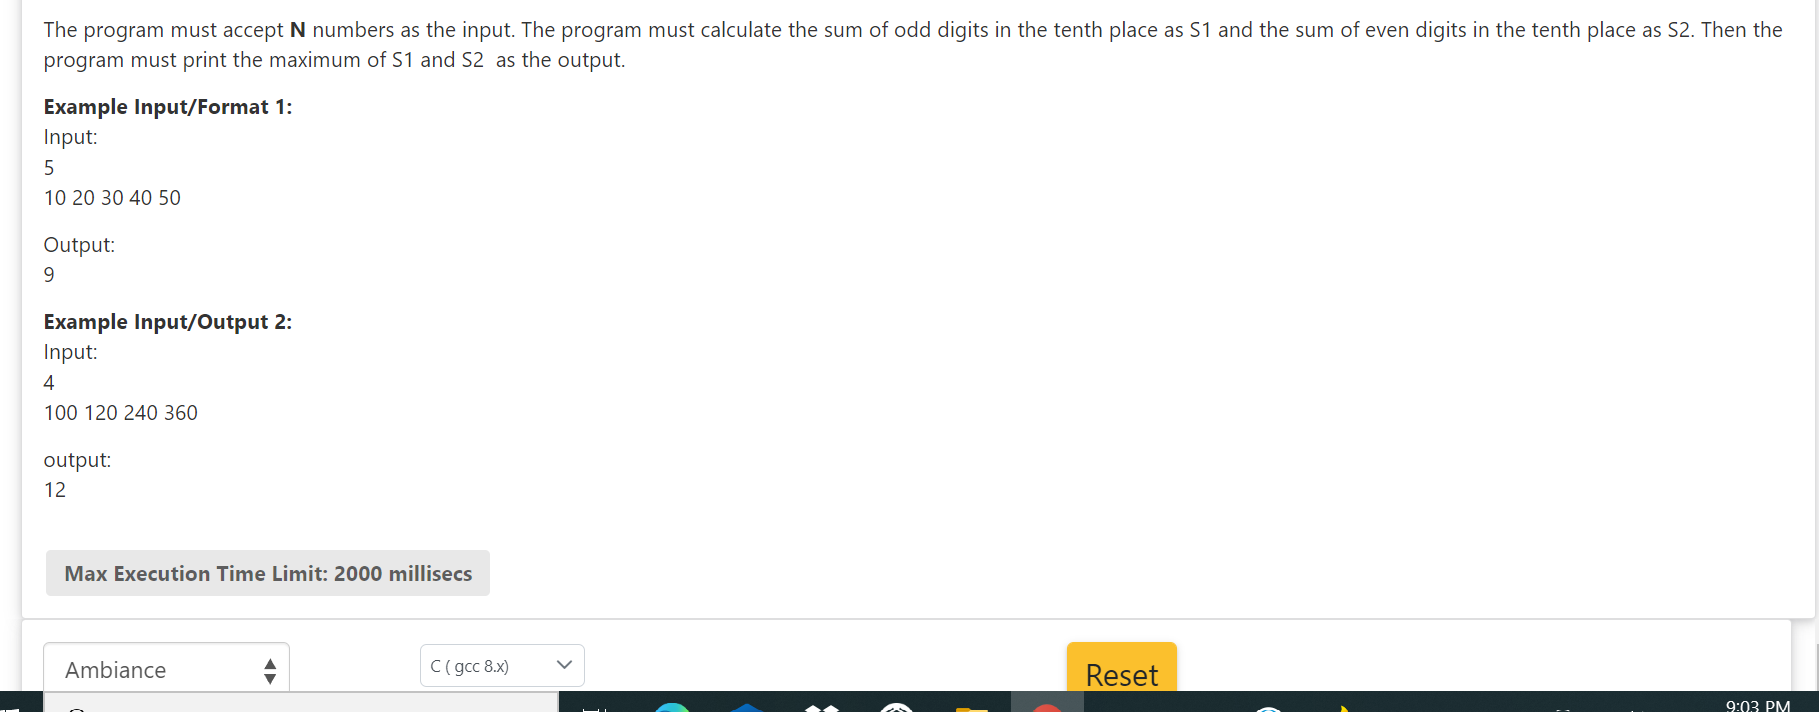 The program must accept N numbers as the input. The program must calculate the sum of odd digits in the tenth place as S1 and the sum of even digits in the tenth place as S2. Then the
program must print the maximum of S1 and S2 as the output.
Example Input/Format 1:
Input:
5
10 20 30 40 50
Output:
9
Example Input/Output 2:
Input:
4
100 120 240 360
output:
12
Max Execution Time Limit: 2000 millisecs
Ambiance
C ( gcc 8.x)
Reset
9:03 PM